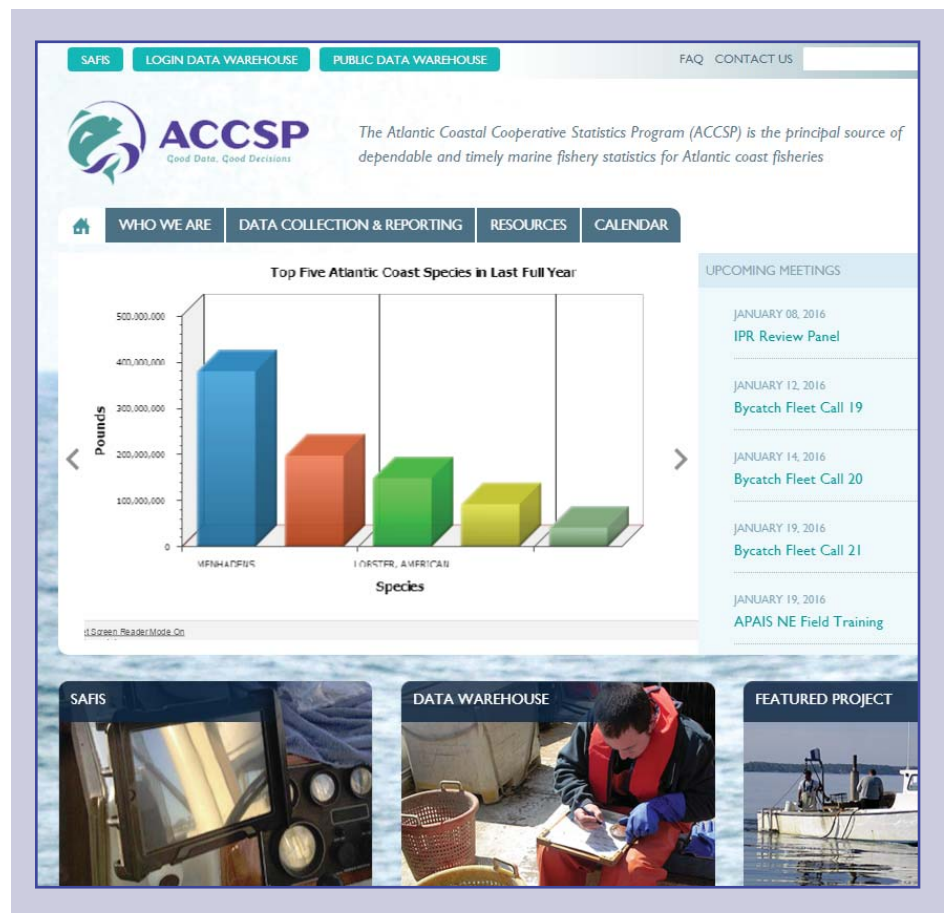 SAFIS LOGIN DATA WAREHOUSE PUBLIC DATA WAREHOUSE FAQ CONTACT US
ACCSP
Good Data, Good Decisions
The Atlantic Coastal Cooperative Statistics Program (ACCSP) is the principal source of
dependable and timely marine fishery statistics for Atlantic coast fisheries
WHO WE ARE DATA COLLECTION & REPORTING RESOURCES CALENDAR
Top Five Atlantic Coast Species in Last Full Year
500,000,000
400,000,000
300,000,000
200,000,000
100,000,000
0
Pounds
MENHADENS LOBSTER, AMERICAN
Species
t Screen Reader Mode On
UPCOMING MEETINGS
JANUARY 08, 2016
IPR Review Panel
JANUARY 12, 2016
Bycatch Fleet Call 19
JANUARY 14, 2016
Bycatch Fleet Call 20
JANUARY 19, 2016
Bycatch Fleet Call 21
JANUARY 19, 2016
APAIS NE Field Training
SAFIS DATA WAREHOUSE FEATURED PROJECT